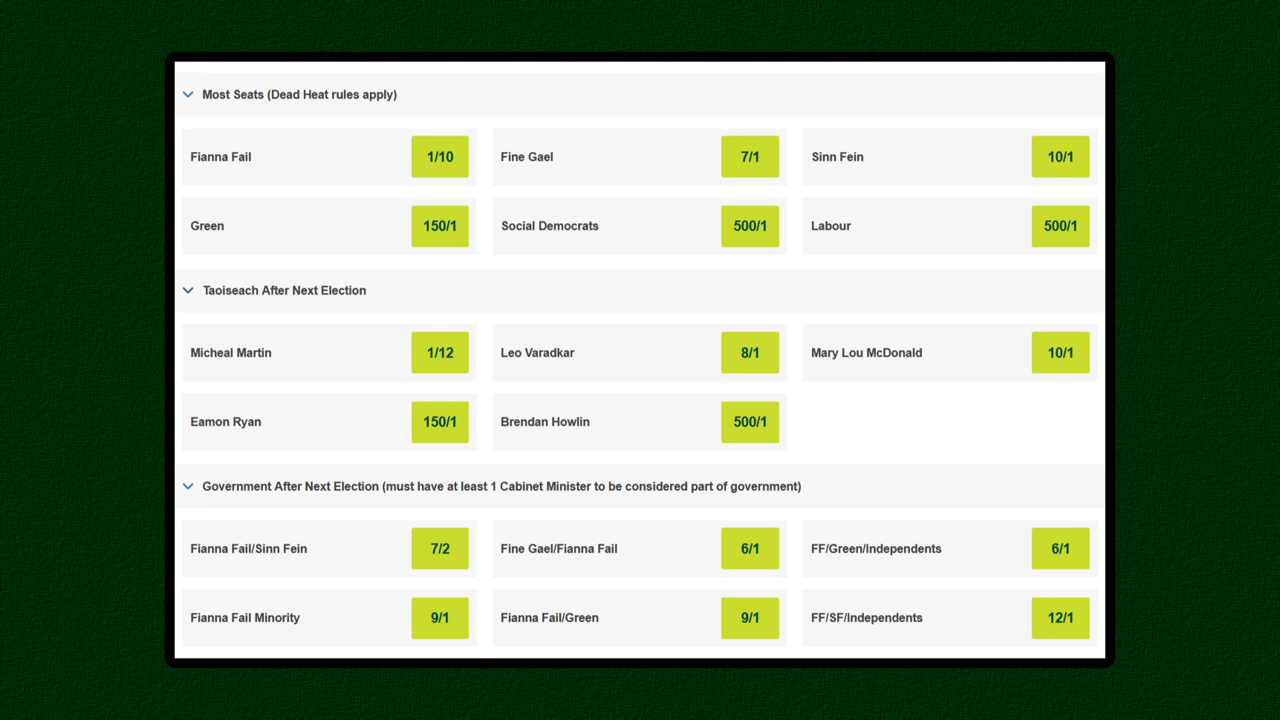 Most Seats (Dead Heat rules apply)
Fianna Fail 1/10 Fine Gael 7/1 Sinn Fein 10/1
Green 150/1 Social Democrats 500/1 Labour 500/1
Taoiseach After Next Election
Micheal Martin 1/12 Leo Varadkar 8/1 Mary Lou McDonald 10/1
Eamon Ryan 150/1 Brendan Howlin 500/1
Government After Next Election (must have at least 1 Cabinet Minister to be considered part of government)
Fianna Fail/Sinn Fein 7/2 Fine Gael/Fianna Fail 6/1 FF/Green/Independents 6/1
Fianna Fail Minority 9/1 Fianna Fail/Green 9/1 FF/SF/Independents 12/1